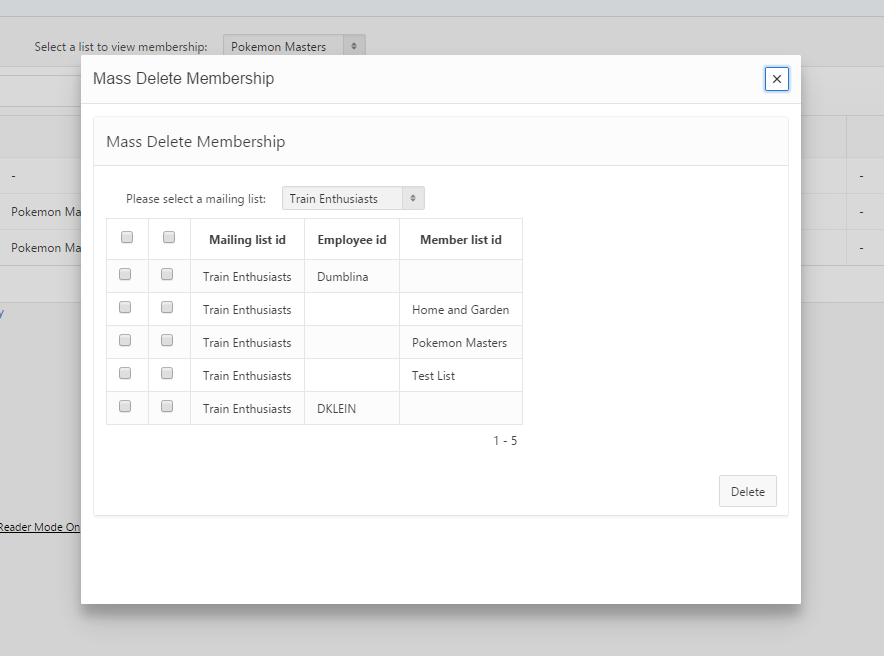 Select a list to view membership: Pokemon Masters
Mass Delete Membership
Mass Delete Membership
- -
Please select a mailing list: Train Enthusiasts
Pokemon Ma -
Mailing list id Employee id Member list id
Pokemon Ma -
Train Enthusiasts Dumblina
Train Enthusiasts Home and Garden
y
Train Enthusiasts Pokemon Masters
Train Enthusiasts Test List
Train Enthusiasts DKLEIN
1 - 5
Delete
Reader Mode On